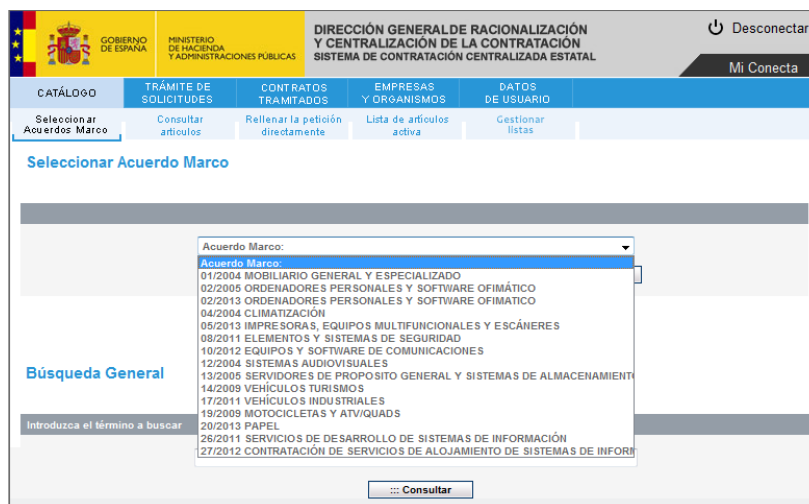 GOBIERNO
DE ESPAÑA
MINISTERIO
DE HACIENDA
Y ADMINISTRACIONES PÚBLICAS
DIRECCIÓN GENERALDE RACIONALIZACIÓN
Y CENTRALIZACIÓN DE LA CONTRATACIÓN
SISTEMA DE CONTRATACIÓN CENTRALIZADA ESTATAL
Desconectar
Mi Conecta
CATÁLOGO
TRÁMITE DE
SOLICITUDES
CONTRATOS
TRAMITADOS
EMPRESAS
Y ORGANISMOS
DATOS
DE USUARIO
Seleccionar
Acuerdos Marco
Consultar
artículos
Rellenar la petición
directamente
Lista de artículos
activa
Gestionar
listas
Seleccionar Acuerdo Marco
Acuerdo Marco:
Acuerdo Marco:
01/2004 MOBILIARIO GENERAL Y ESPECIALIZADO
02/2005 ORDENADORES PERSONALES Y SOFTWARE OFIMÁTICO
02/2013 ORDENADORES PERSONALES Y SOFTWARE OFIMATICO
04/2004 CLIMATIZACIÓN
05/2013 IMPRESORAS, EQUIPOS MULTIFUNCIONALES Y ESCÁNERES
08/2011 ELEMENTOS Y SISTEMAS DE SEGURIDAD
10/2012 EQUIPOS Y SOFTWARE DE COMUNICACIONES
12/2004 SISTEMAS AUDIOVISUALES
13/2005 SERVIDORES DE PROPOSITO GENERAL Y SISTEMAS DE ALMACENAMIENT
14/2009 VEHÍCULOS TURISMOS
17/2011 VEHÍCULOS INDUSTRIALES
19/2009 MOTOCICLETAS Y ATV/QUADS
20/2013 PAPEL
26/2011 SERVICIOS DE DESARROLLO DE SISTEMAS DE INFORMACIÓN
27/2012 CONTRATACIÓN DE SERVICIOS DE ALOJAMIENTO DE SISTEMAS DE INFORM
Búsqueda General
Introduzca el término a buscar
::: Consultar